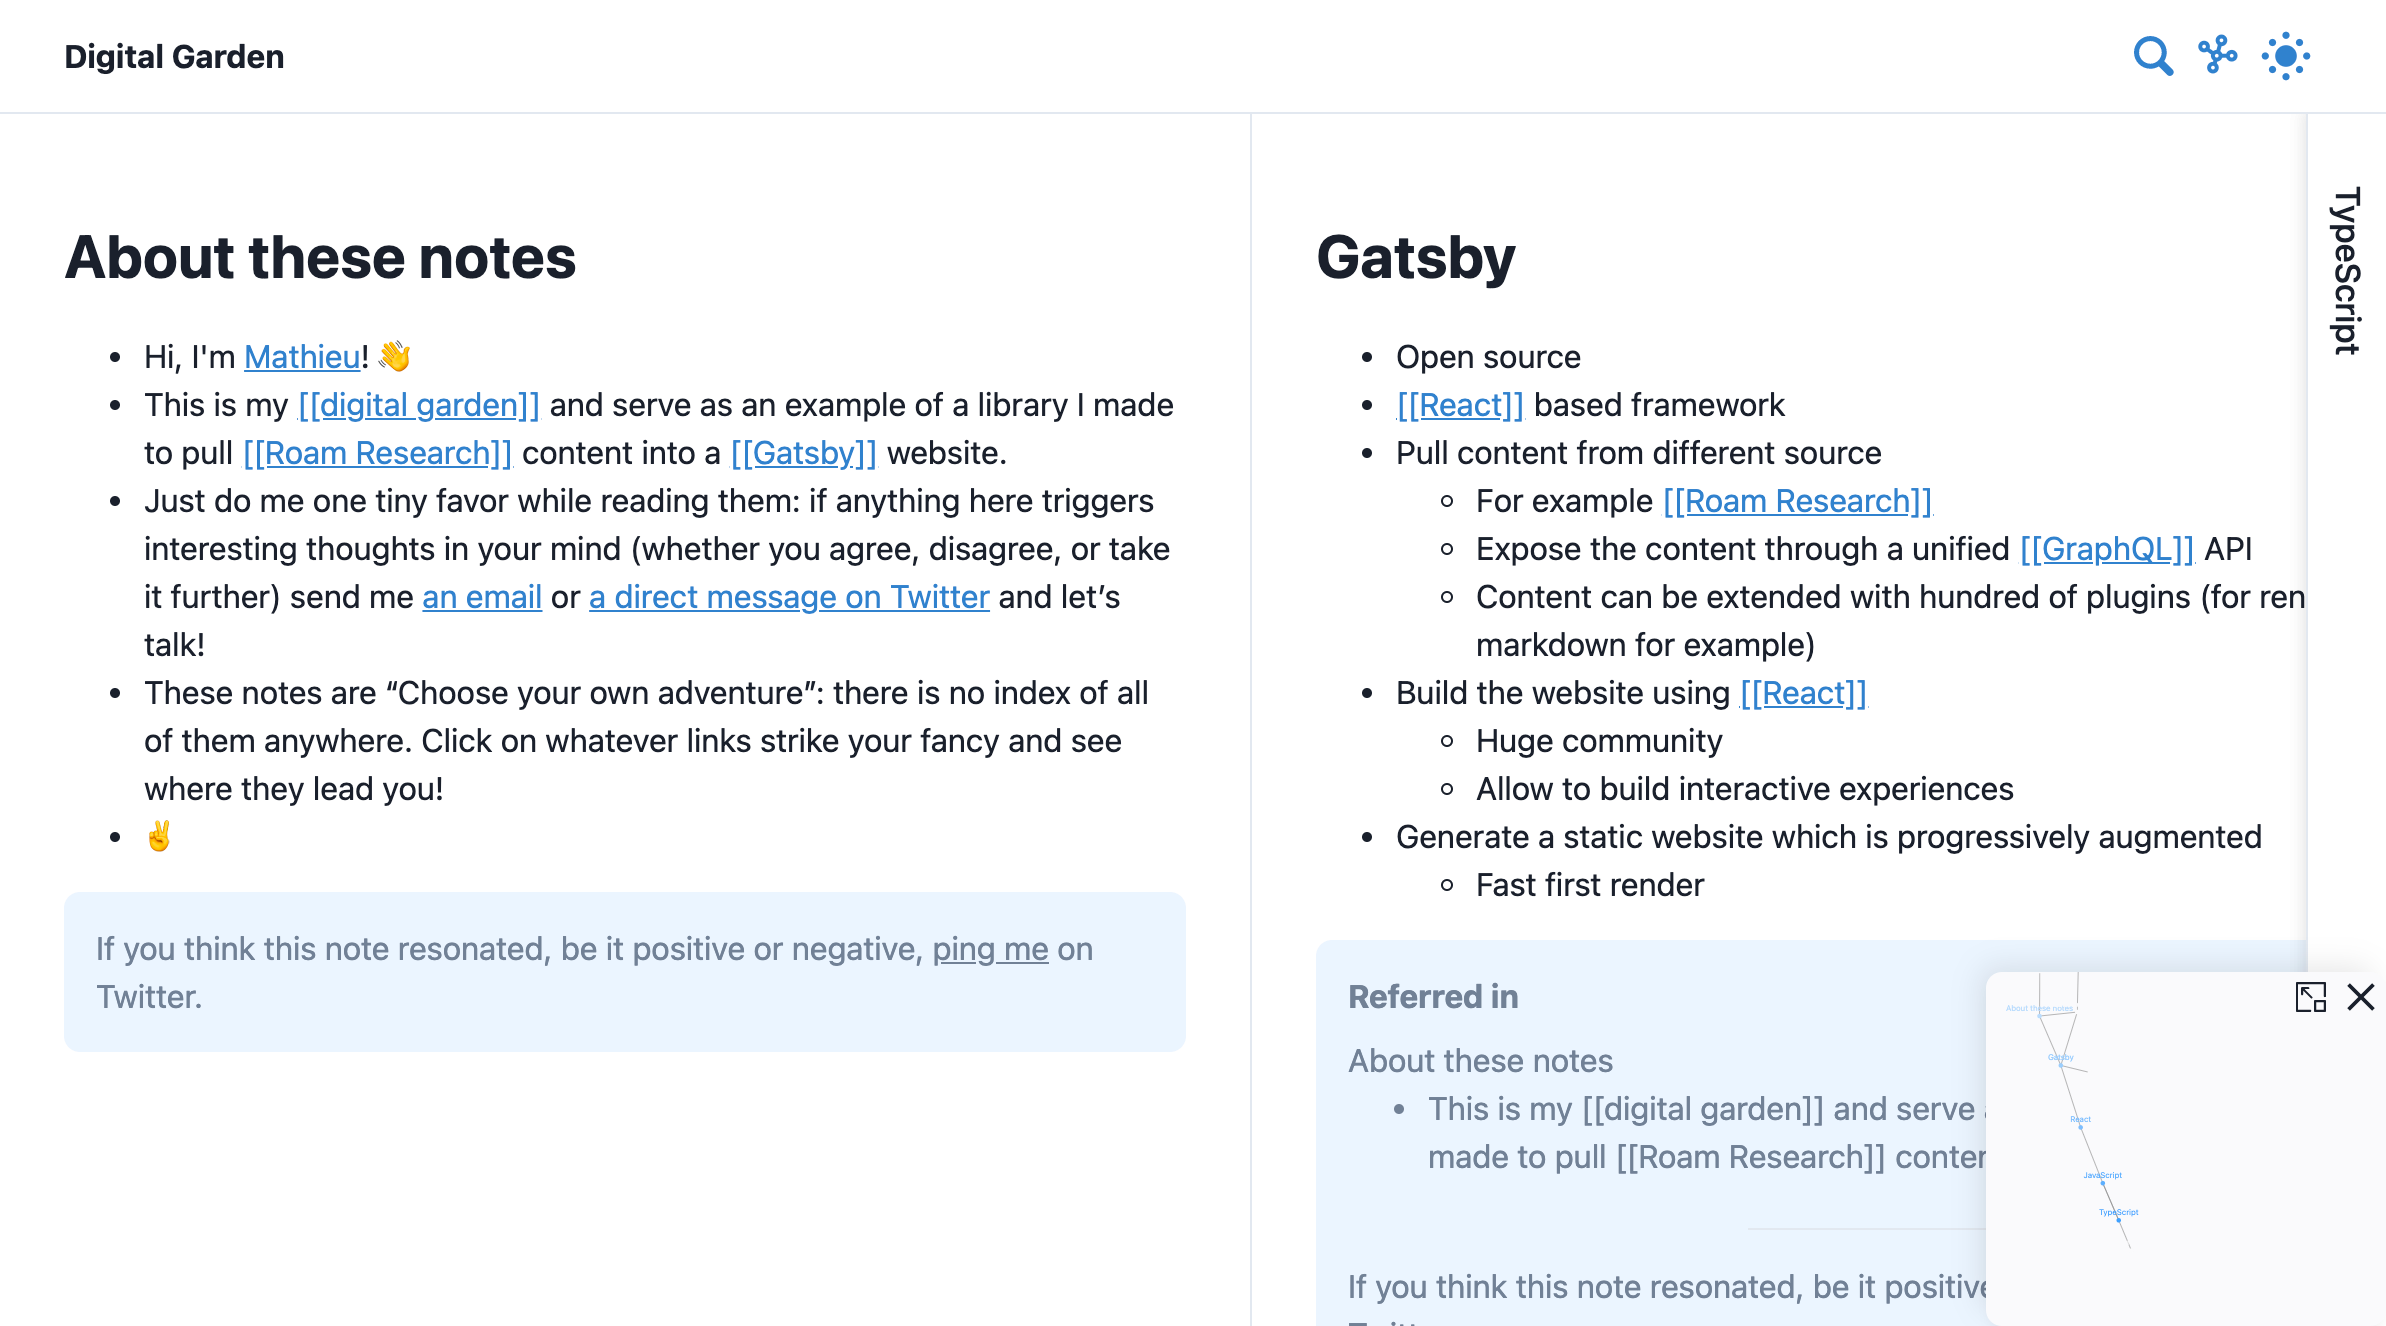 Digital Garden
About these notes
Hi, I'm Mathieu! 👋
This is my [[digital garden]] and serve as an example of a library I made
to pull [[Roam Research]] content into a [[Gatsby]] website.
Just do me one tiny favor while reading them: if anything here triggers
interesting thoughts in your mind (whether you agree, disagree, or take
it further) send me an email or a direct message on Twitter and let’s
talk!
These notes are “Choose your own adventure”: there is no index of all
of them anywhere. Click on whatever links strike your fancy and see
where they lead you!
✌️
If you think this note resonated, be it positive or negative, ping me on
Twitter.
Gatsby
Open source
[[React]] based framework
Pull content from different source
For example [[Roam Research]]
Expose the content through a unified [[GraphQL]] API
Content can be extended with hundred of plugins (for ren
markdown for example)
Build the website using [[React]]
Huge community
Allow to build interactive experiences
Generate a static website which is progressively augmented
Fast first render
Referred in
About these notes
This is my [[digital garden]] and serve
made to pull [[Roam Research]] conten
If you think this note resonated, be it positive
TypeScript
About these notes
Gatsby
React
JavaScript
TypeScript